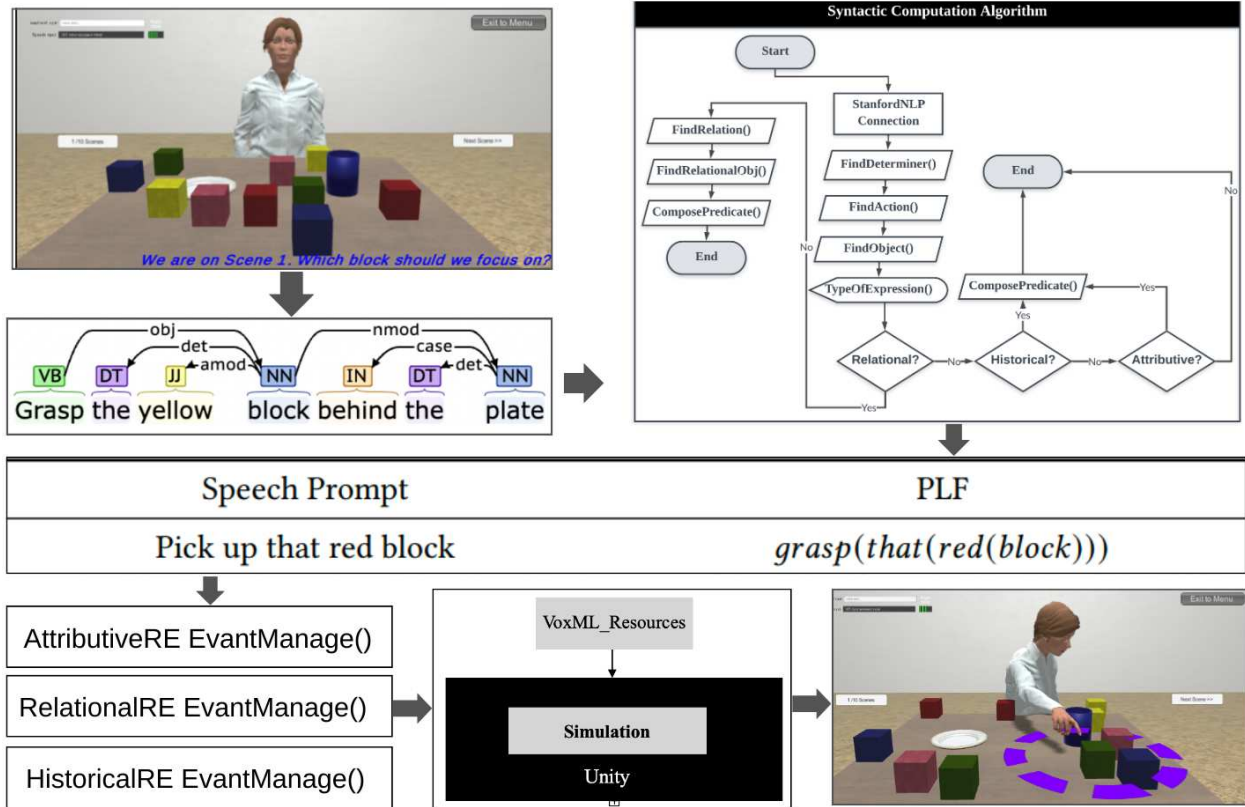 Exit to Menu
1 /10 Scenes
Next Scene >>
We are on Scene 1. Which block should we focus on?
Syntactic Computation Algorithm
Start
StanfordNLP
Connection
FindRelation()
FindDeterminer()
FindRelationalObj()
End
No
FindAction()
ComposePredicate()
FindObject()
No
End
TypeOfExpression()
ComposePredicate()
Yes
Yes
Relational?
No
Historical?
No
Attributive?
Yes
obj
nmod
det
case
amod
det
VB DT JJ NN IN DT NN
Grasp the yellow block behind the plate
Speech Prompt PLF
Pick up that red block grasp(that(red(block)))
AttributiveRE EvantManage()
RelationalRE EvantManage()
HistoricalRE EvantManage()
VoxML_Resources
Simulation
Unity
Exit to Menu
1 /10 Scenes
Next Scene >>